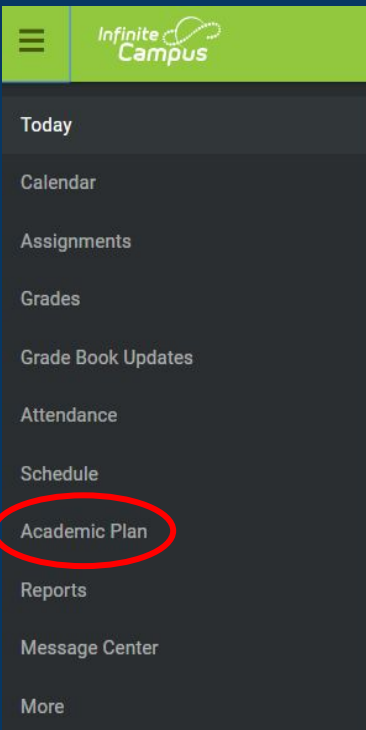 Infinite
Campus
Today
Calendar
Assignments
Grades
Grade Book Updates
Attendance
Schedule
Academic Plan
Reports
Message Center
More